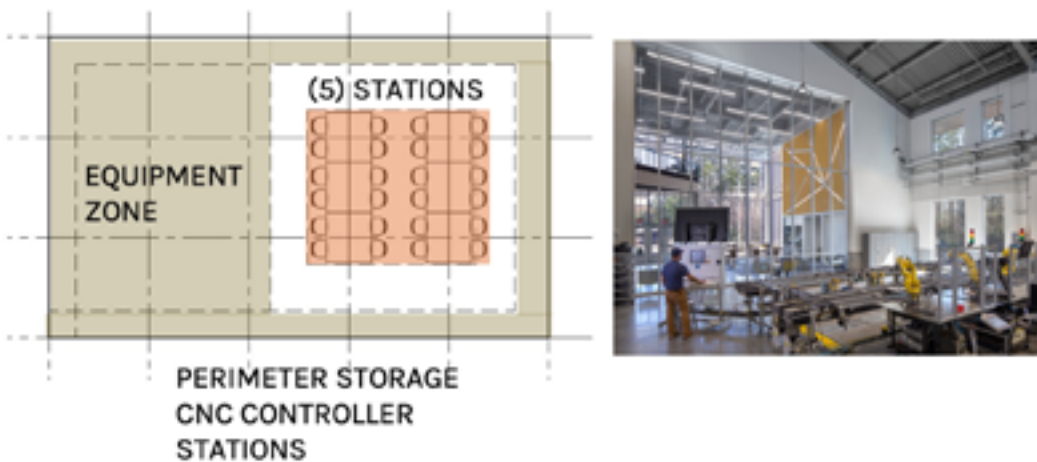 (5) STATIONS
EQUIPMENT
ZONE
PERIMETER STORAGE
CNC CONTROLLER
STATIONS